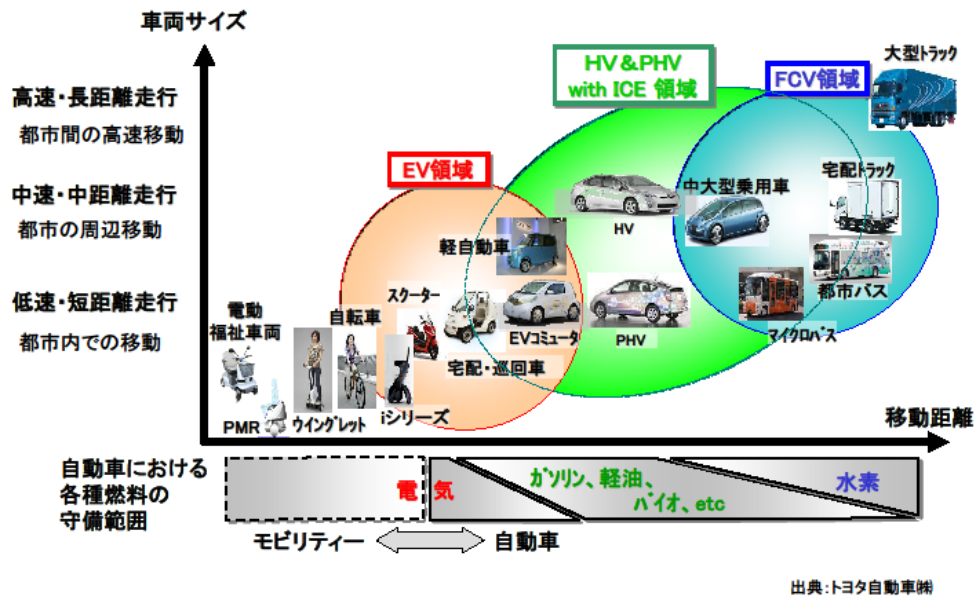 車両サイズ
高速・長距離走行
都市間の高速移動
中速・中距離走行
都市の周辺移動
低速・短距離走行
都市内での移動
HV&PHV
with ICE 領域
FCV領域
大型トラック
EV領域
宅配トラック
中大型乗用車
HV
軽自動車
都市バス
スクーター
電動
福祉車両
自転車
EVコミュータ
PHV
マイクロバス
宅配・巡回車
PMR
ウイングレット
iシリーズ
移動距離
自動車における
各種燃料の
守備範囲
電気
ガソリン、軽油、
バイオ、etc
水素
モビリティー
自動車
出典:トヨタ自動車㈱